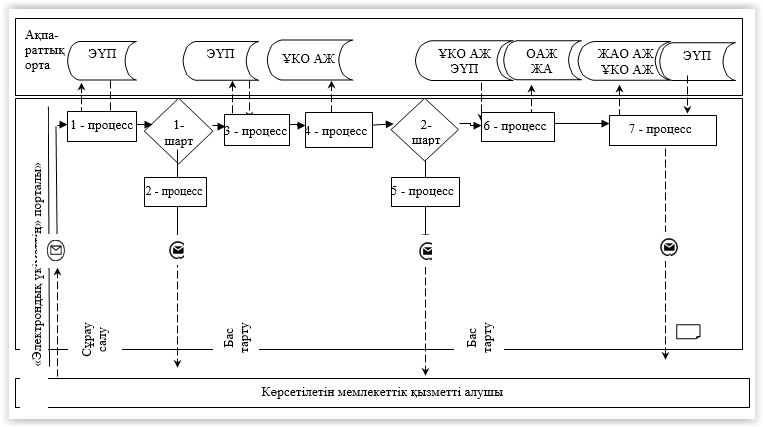 Ақпа-
раттық
орта
ЭҮП
ЭҮП
ҰКО АЖ
ҰКО АЖ
ЭҮП
ОАЖ
ЖА
ЖАО АЖ
ҰКО АЖ
ЭҮП
1 - процесс
1-
шарт
3 - процесс
4 - процесс
2-
шарт
6 - процесс
7 - процесс
2 - процесс
5 - процесс
«Электрондық
порталы»
Сұрау
салу
Бас
тарту
Бас
тарту
Көрсетілетін мемлекеттік қызметті алушы